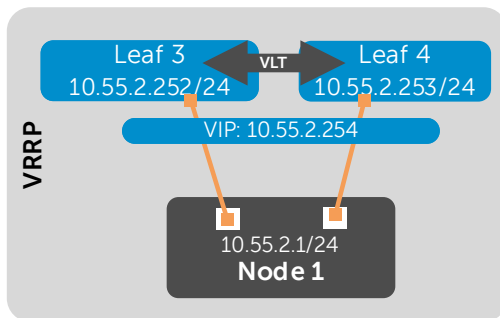 Leaf 3
10.55.2.252/24
VLT
Leaf 4
10.55.2.253/24
VIP: 10.55.2.254
VRRP
10.55.2.1/24
Node 1